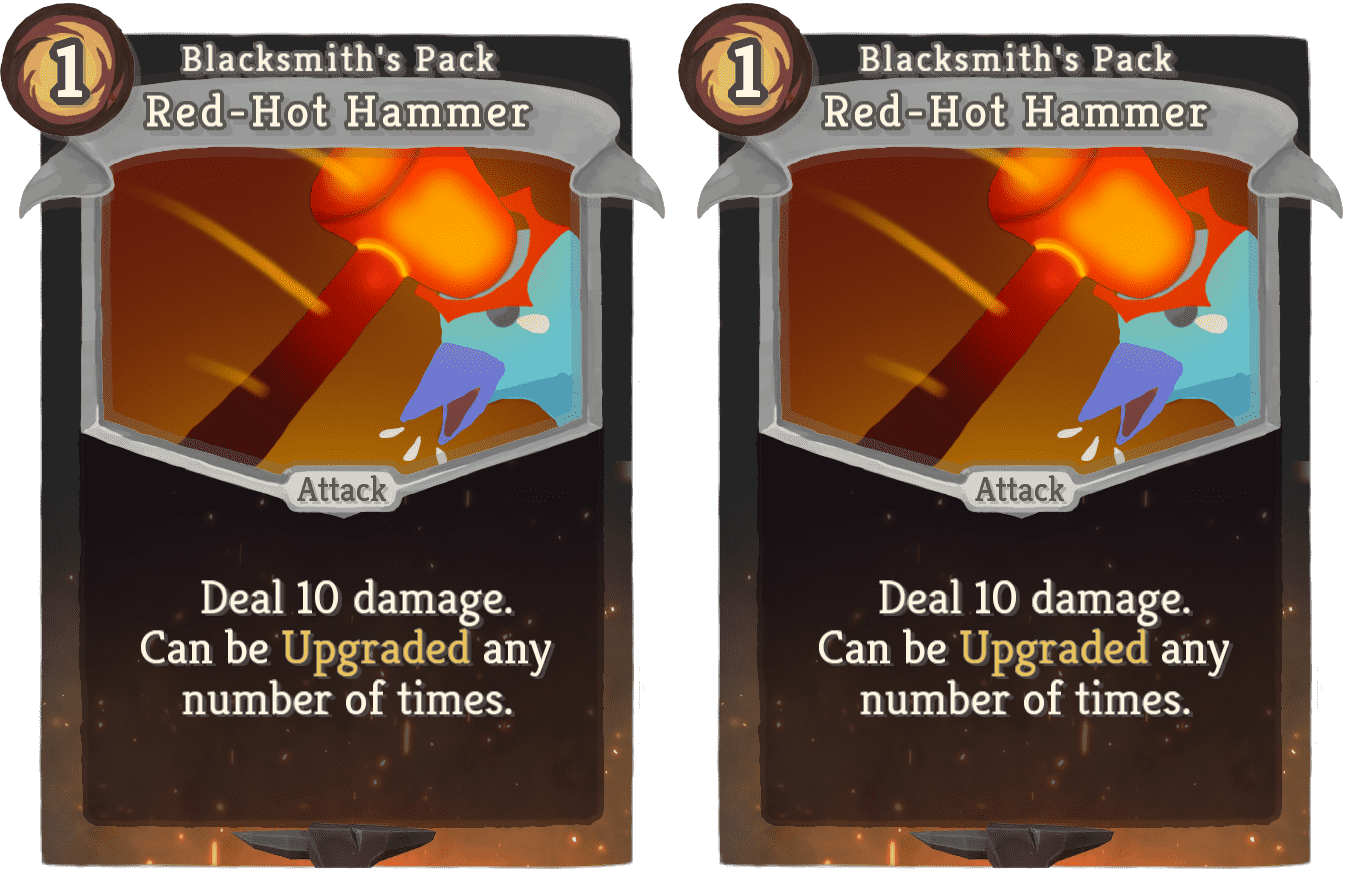 1
Blacksmith's Pack
Red-Hot Hammer
Attack
Deal 10 damage.
Can be Upgraded any
number of times.
1
Blacksmith's Pack
Red-Hot Hammer
Attack
Deal 10 damage.
Can be Upgraded any
number of times.